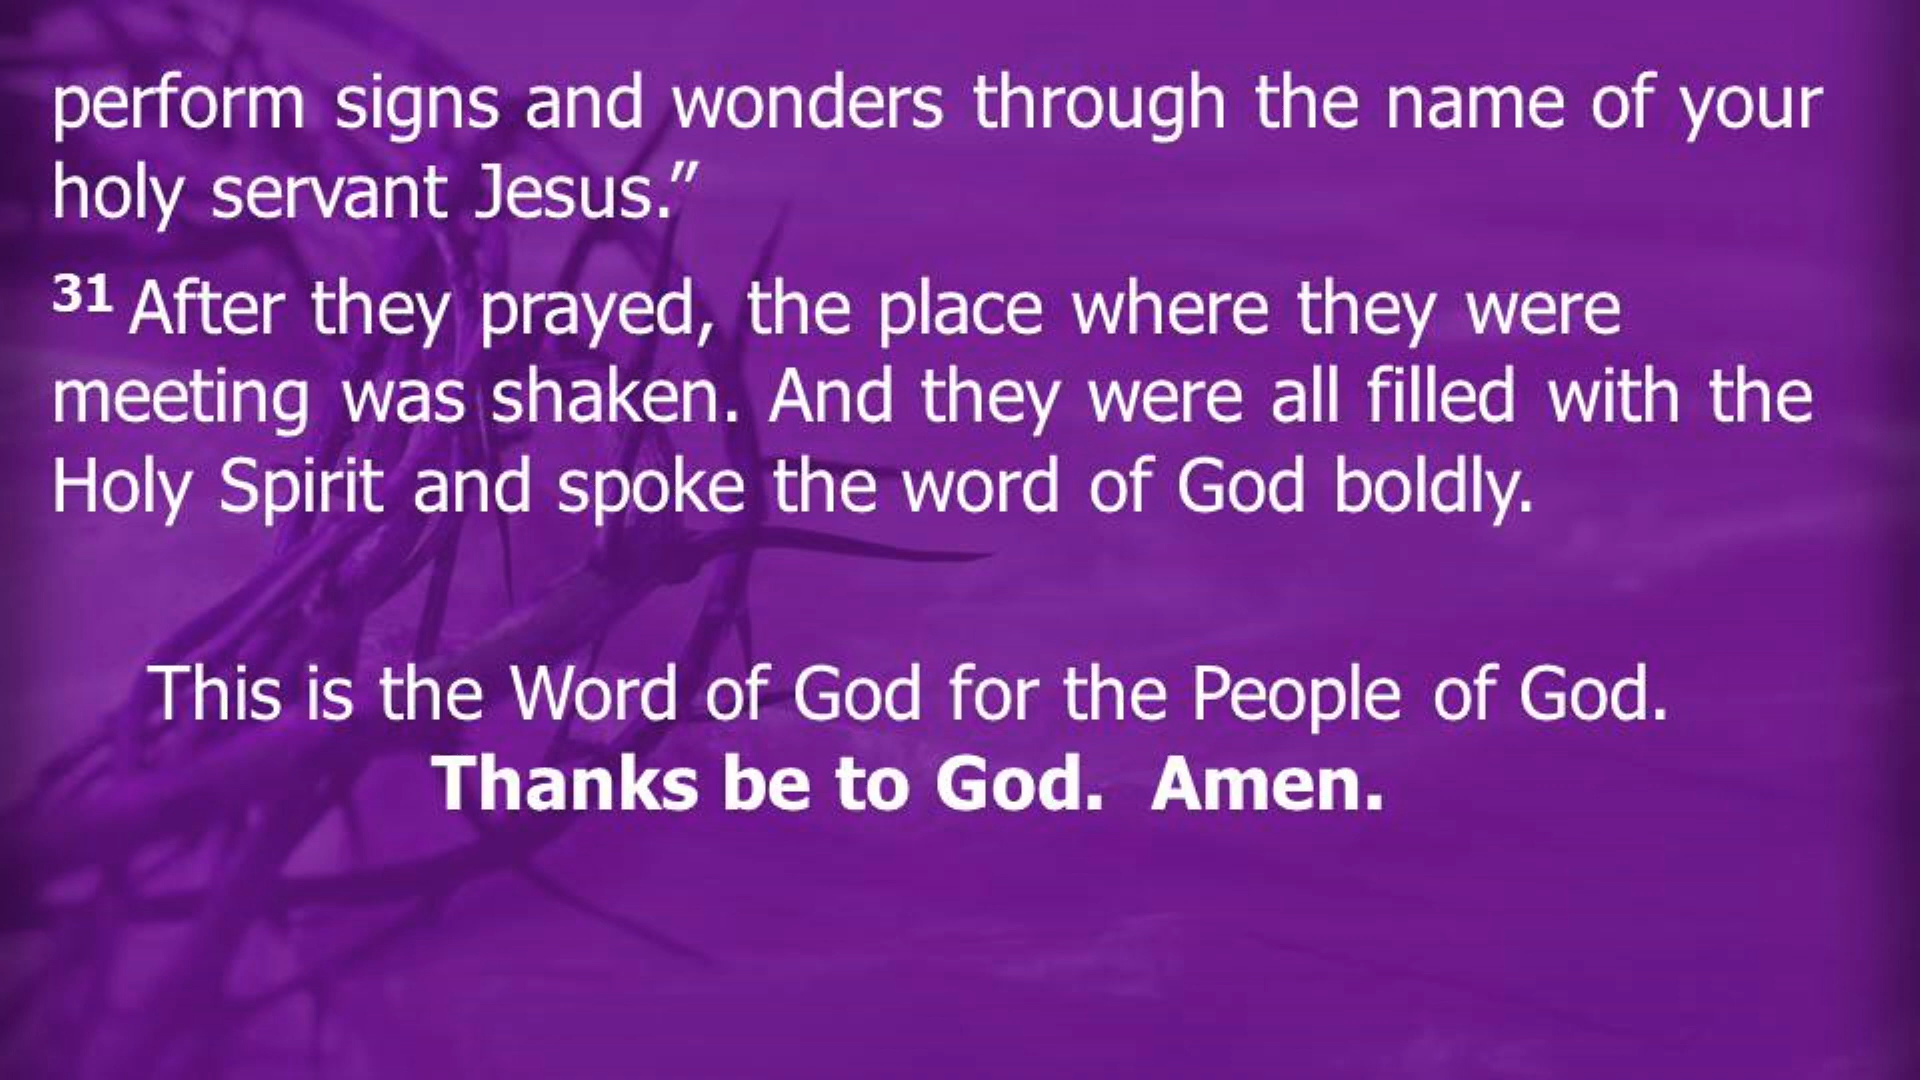 perform signs and wonders through the name of your
holy servant Jesus.”
31 After they prayed, the place where they were
meeting was shaken. And they were all filled with the
Holy Spirit and spoke the word of God boldly.
This is the Word of God for the People of God.
Thanks be to God.  Amen.